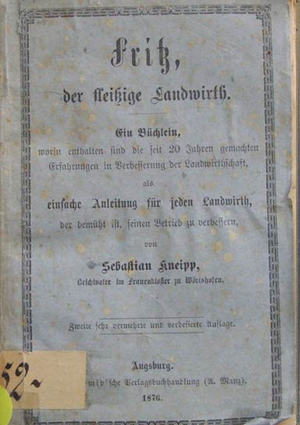 Fritz,
der fleißige Landwirth.
Ein Büchlein,
worin enthalten sind die seit 20 Jahren gemachten
Erfahrungen in Verbesserung der Landwirthschaft,
als
einfache Anleitung für jeden Landwirth,
der bemüht ist, seinen Betrieb zu verbessern,
von
Sebastian Kneipp,
Beichtvater im Frauenkloster zu Wörishofen.
Zweite sehr vermehrte und verbesserte Auflage.
52.-
Augsburg.
Verlagsbuchhandlung (A. Manz).
1876.